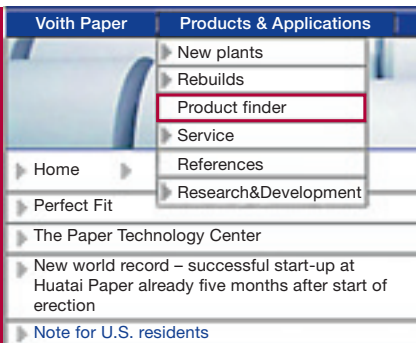 Voith Paper
Products & Applications
New plants
Rebuilds
Product finder
Service
References
Research&Development
Home
Perfect Fit
The Paper Technology Center
New world record – successful start-up at
Huatai Paper already five months after start of
erection
Note for U.S. residents